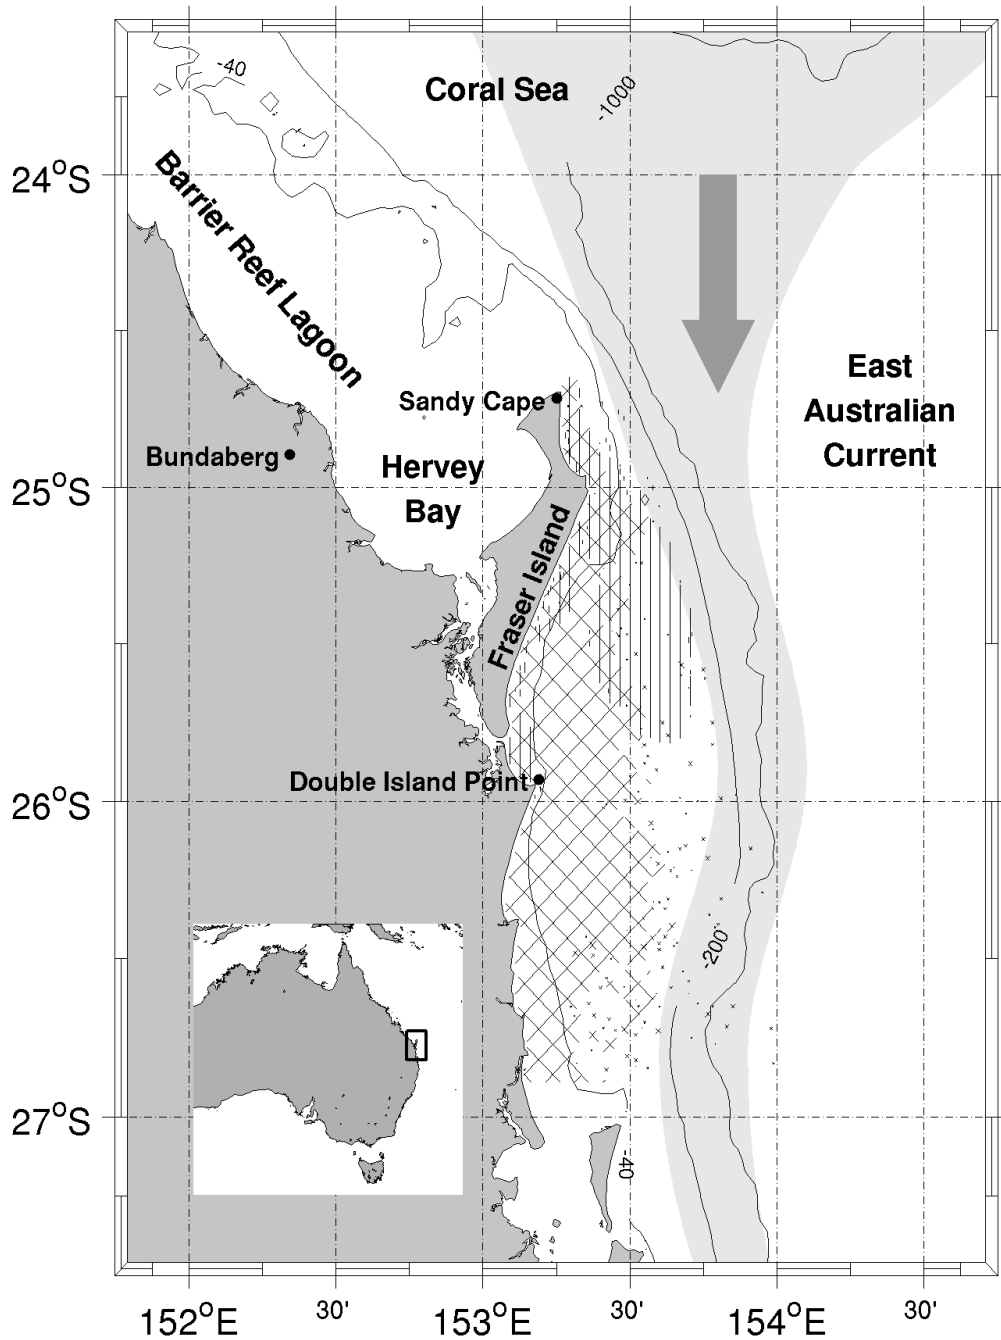 -40
Coral Sea
-1000
24°S
Barrier Reef Lagoon
East
Australian
Current
Sandy Cape
Bundaberg
Hervey
Bay
25°S
Fraser Island
Double Island Point
26°S
-200
27°S
-40
152°E
30'
153°E
30'
154°E
30'